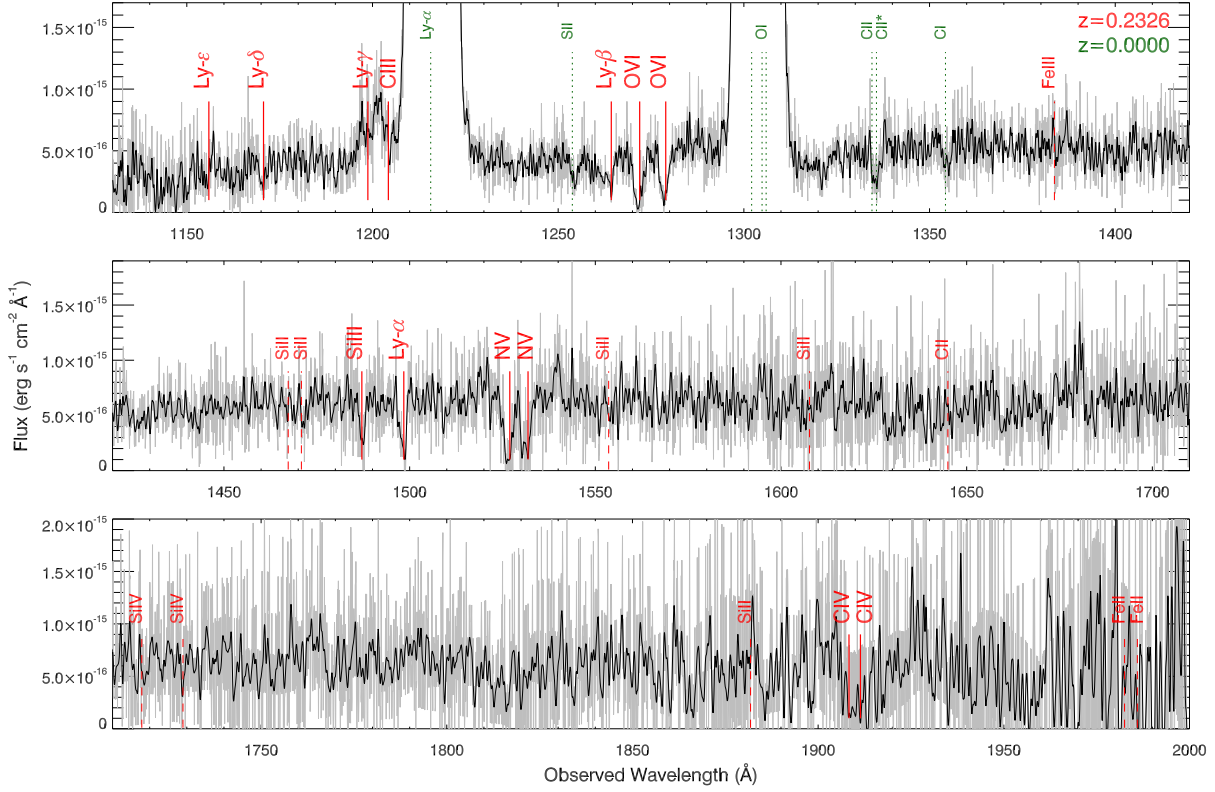 1.5×10⁻¹⁵
1.0×10⁻¹⁵
5.0×10⁻¹⁶
0
Ly-ε
Ly-δ
Ly-γ
CIII
Ly-α
SII
Ly-β
OVI
OVI
OI
CII
CII*
CI
FeIII
z=0.2326
z=0.0000
1150
1200
1250
1300
1350
1400
Flux (erg s⁻¹ cm⁻² Å⁻¹)
1.5×10⁻¹⁵
1.0×10⁻¹⁵
5.0×10⁻¹⁶
0
SiII
SiII
SiIII
Ly-α
NV
NV
SiII
SiII
CII
1450
1500
1550
1600
1650
1700
2.0×10⁻¹⁵
1.5×10⁻¹⁵
1.0×10⁻¹⁵
5.0×10⁻¹⁶
0
SiIV
SiIV
SiII
CIV
CIV
FeII
FeII
1750
1800
1850
1900
1950
2000
Observed Wavelength (Å)